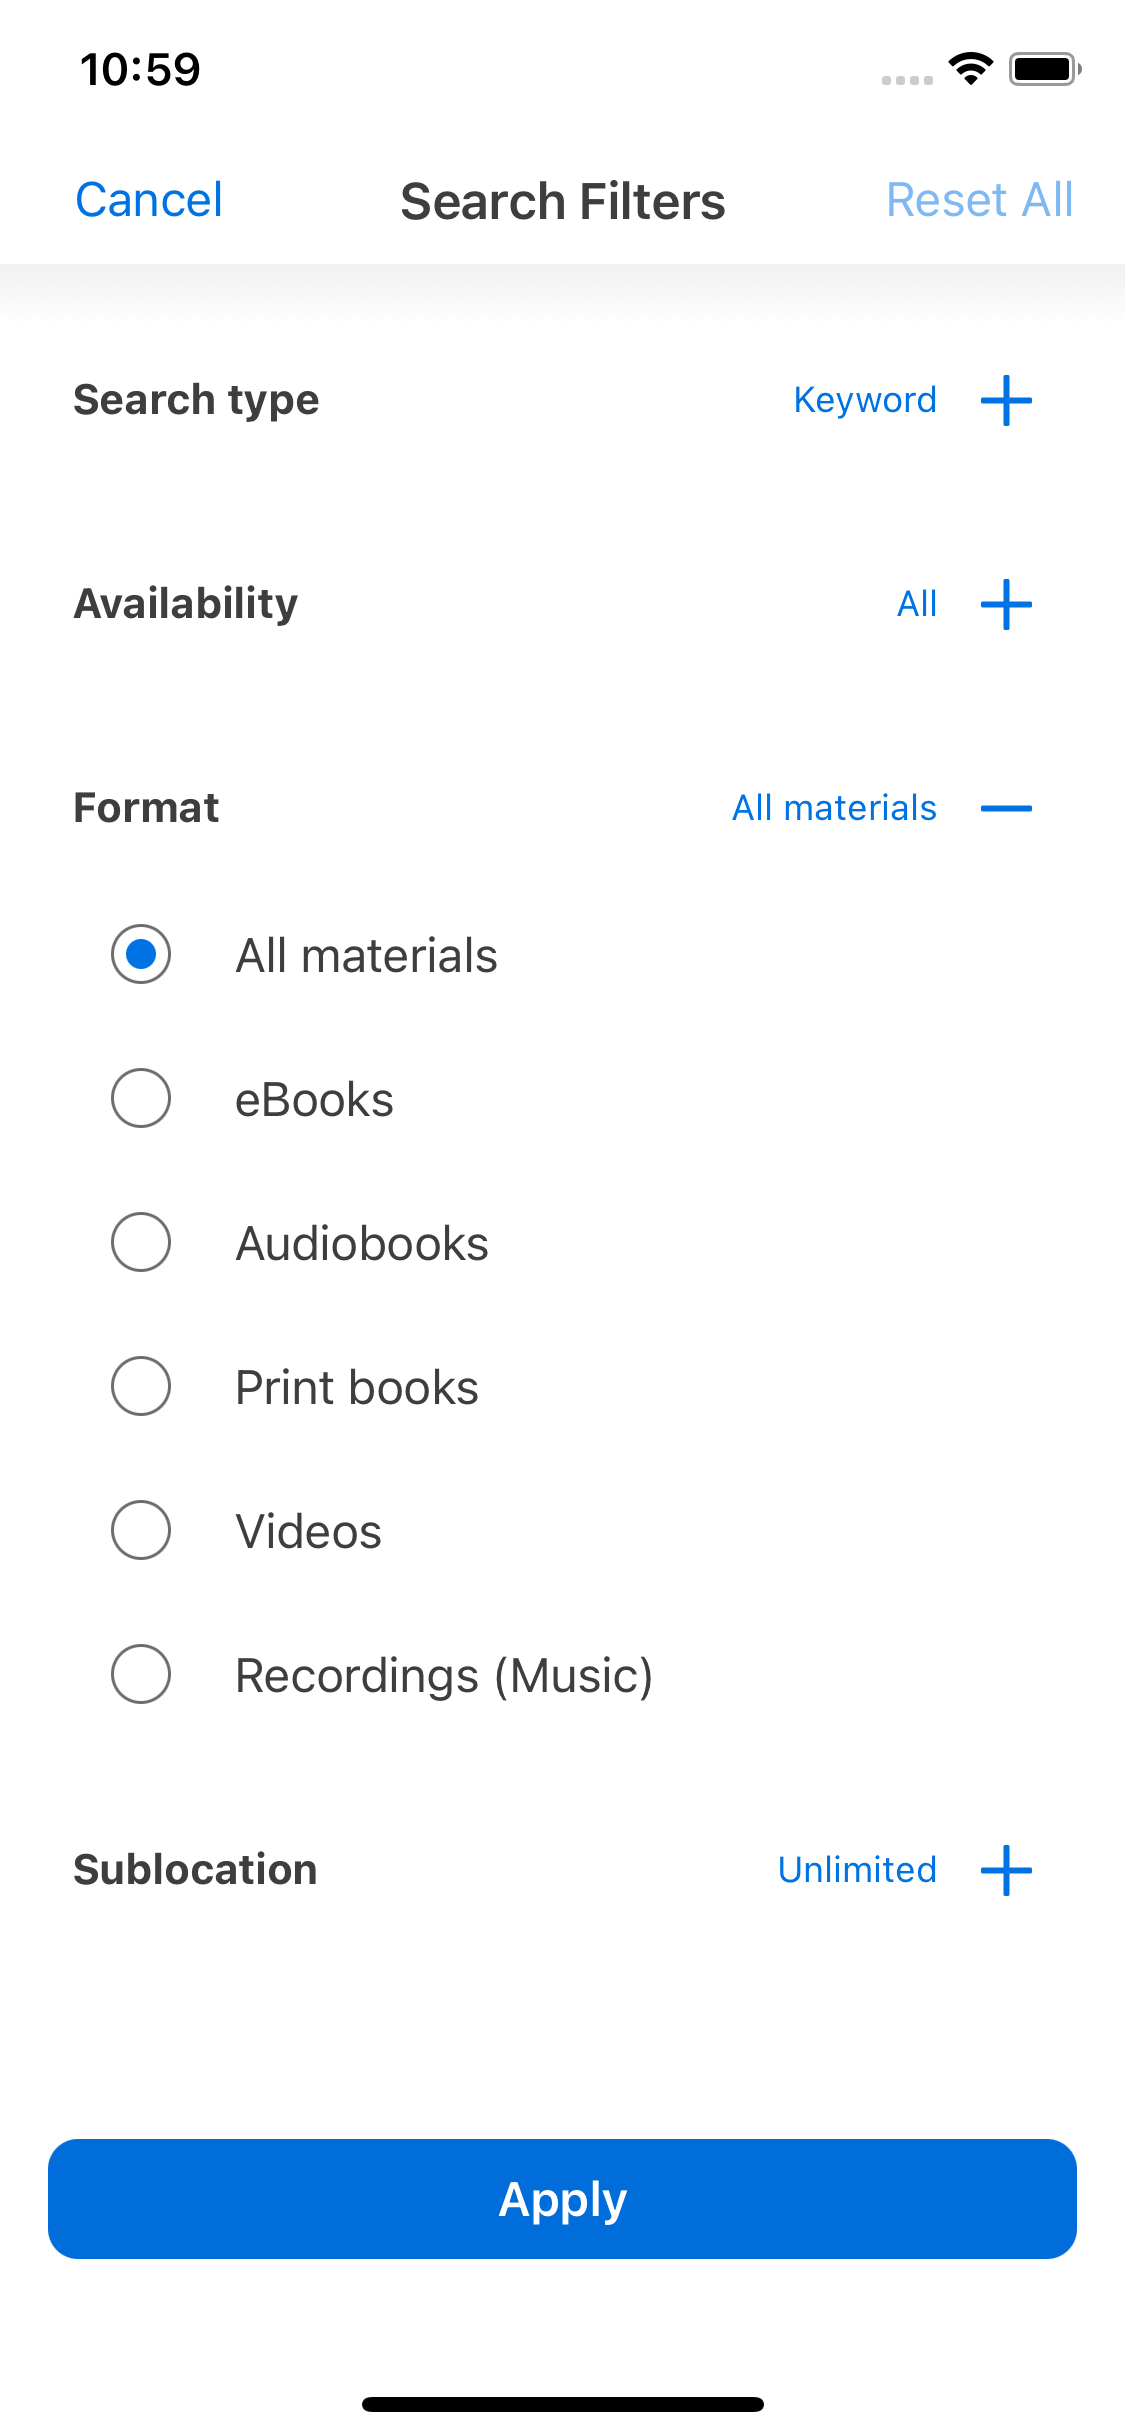 10:59
Cancel Search Filters Reset All
Search type Keyword
Availability All
Format All materials
All materials
eBooks
Audiobooks
Print books
Videos
Recordings (Music)
Sublocation Unlimited
Apply